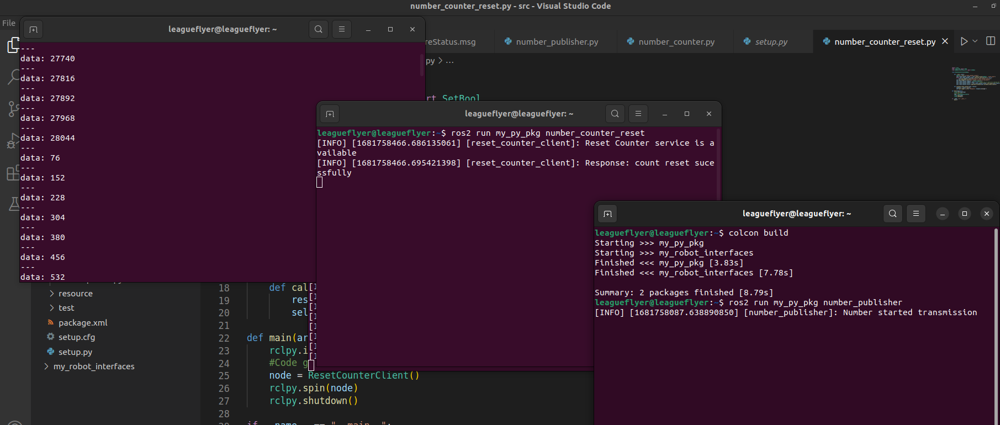 number_counter_reset.py - src - Visual Studio Code
File
leagueflyer@leagueflyer: ~
reStatus.msg
number_publisher.py
number_counter.py
setup.py
number_counter_reset.py
py > ...
---
data: 27740
---
data: 27816
---
data: 27892
---
data: 27968
---
data: 28044
---
data: 76
---
data: 152
---
data: 228
---
data: 304
---
data: 380
---
data: 456
---
data: 532
rt SetBool
leagueflyer@leagueflyer: ~
leagueflyer@leagueflyer:~$ ros2 run my_py_pkg number_counter_reset
[INFO] [1681758466.686135061] [reset_counter_client]: Reset Counter service is a
vailable
[INFO] [1681758466.695421398] [reset_counter_client]: Response: count reset suce
ssfully
leagueflyer@leagueflyer: ~
leagueflyer@leagueflyer:~$ colcon build
Starting >>> my_py_pkg
Starting >>> my_robot_interfaces
Finished <<< my_py_pkg [3.83s]
Finished <<< my_robot_interfaces [7.78s]
Summary: 2 packages finished [8.79s]
leagueflyer@leagueflyer:~$ ros2 run my_py_pkg number_publisher
[INFO] [1681758087.638890850] [number_publisher]: Number started transmission
resource
test
package.xml
setup.cfg
setup.py
my_robot_interfaces
18 def cal
19 res
20 sel
21
22 def main(ar
23 rclpy.i
24 #Code g
25 node = ResetCounterClient()
26 rclpy.spin(node)
27 rclpy.shutdown()
28